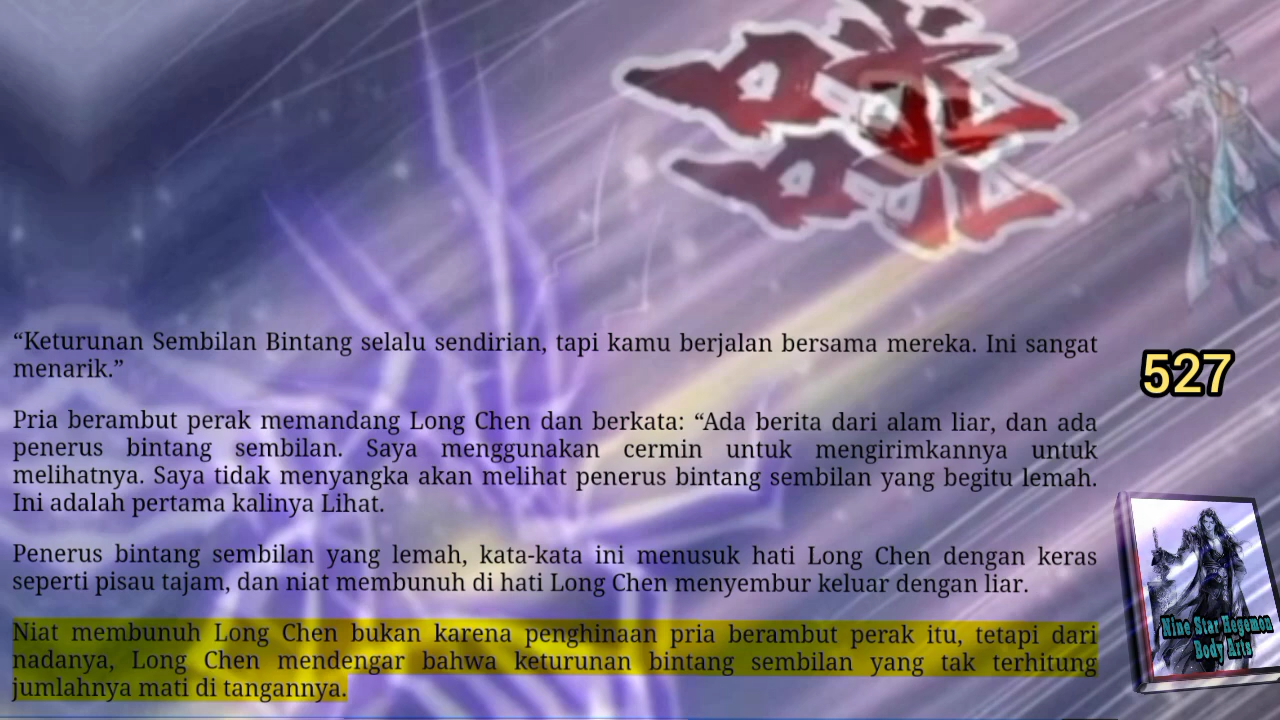 “Keturunan Sembilan Bintang selalu sendirian, tapi kamu berjalan bersama mereka. Ini sangat
menarik.”
527
Pria berambut perak memandang Long Chen dan berkata: “Ada berita dari alam liar, dan ada
penerus bintang sembilan. Saya menggunakan cermin untuk mengirimkannya untuk
melihatnya. Saya tidak menyangka akan melihat penerus bintang sembilan yang begitu lemah.
Ini adalah pertama kalinya Lihat.
Penerus bintang sembilan yang lemah, kata-kata ini menusuk hati Long Chen dengan keras
seperti pisau tajam, dan niat membunuh di hati Long Chen menyembur keluar dengan liar.
Niat membunuh Long Chen bukan karena penghinaan pria berambut perak itu, tetapi dari
nadanya, Long Chen mendengar bahwa keturunan bintang sembilan yang tak terhitung
jumlahnya mati di tangannya.
Nine Star Hegemon
Body Arts